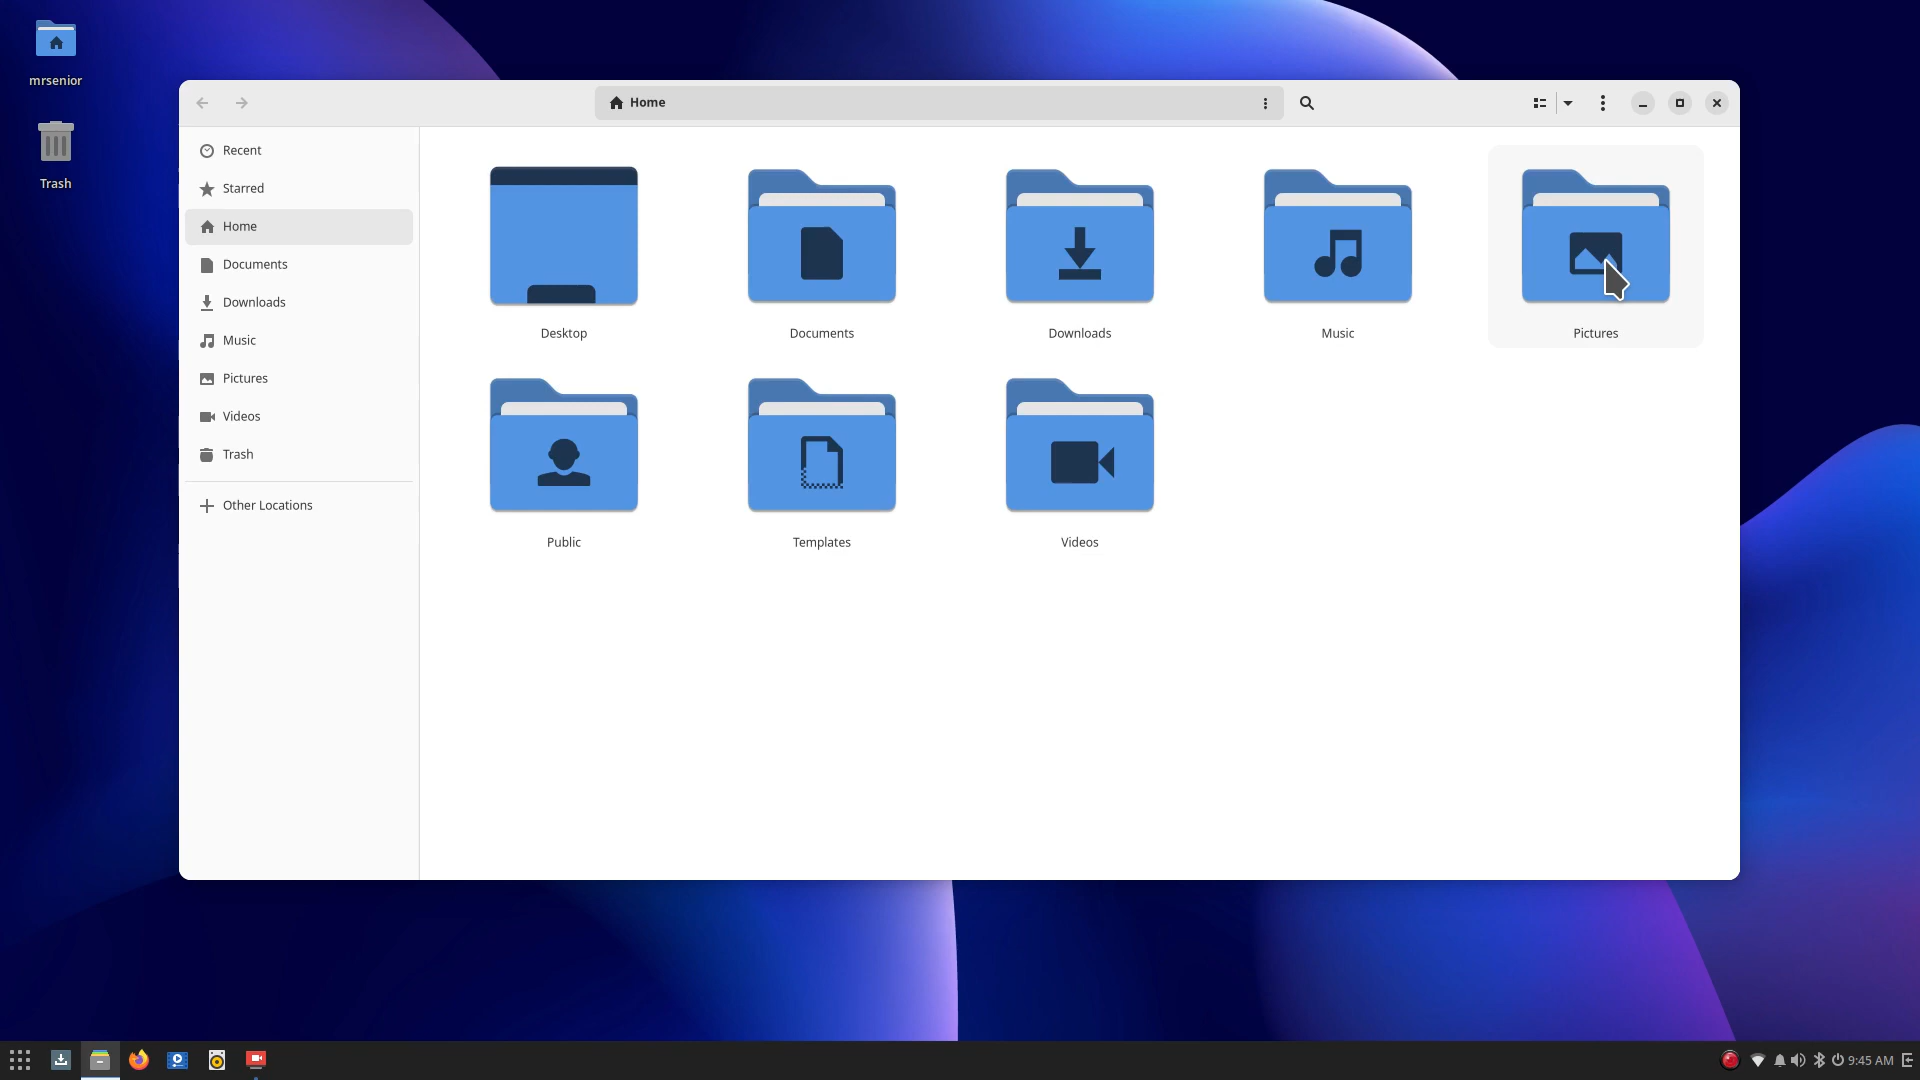 mrsenior
Trash
Home
Recent
Starred
Home
Documents
Downloads
Music
Pictures
Videos
Trash
Other Locations
Desktop
Documents
Downloads
Music
Pictures
Public
Templates
Videos
9:45 AM